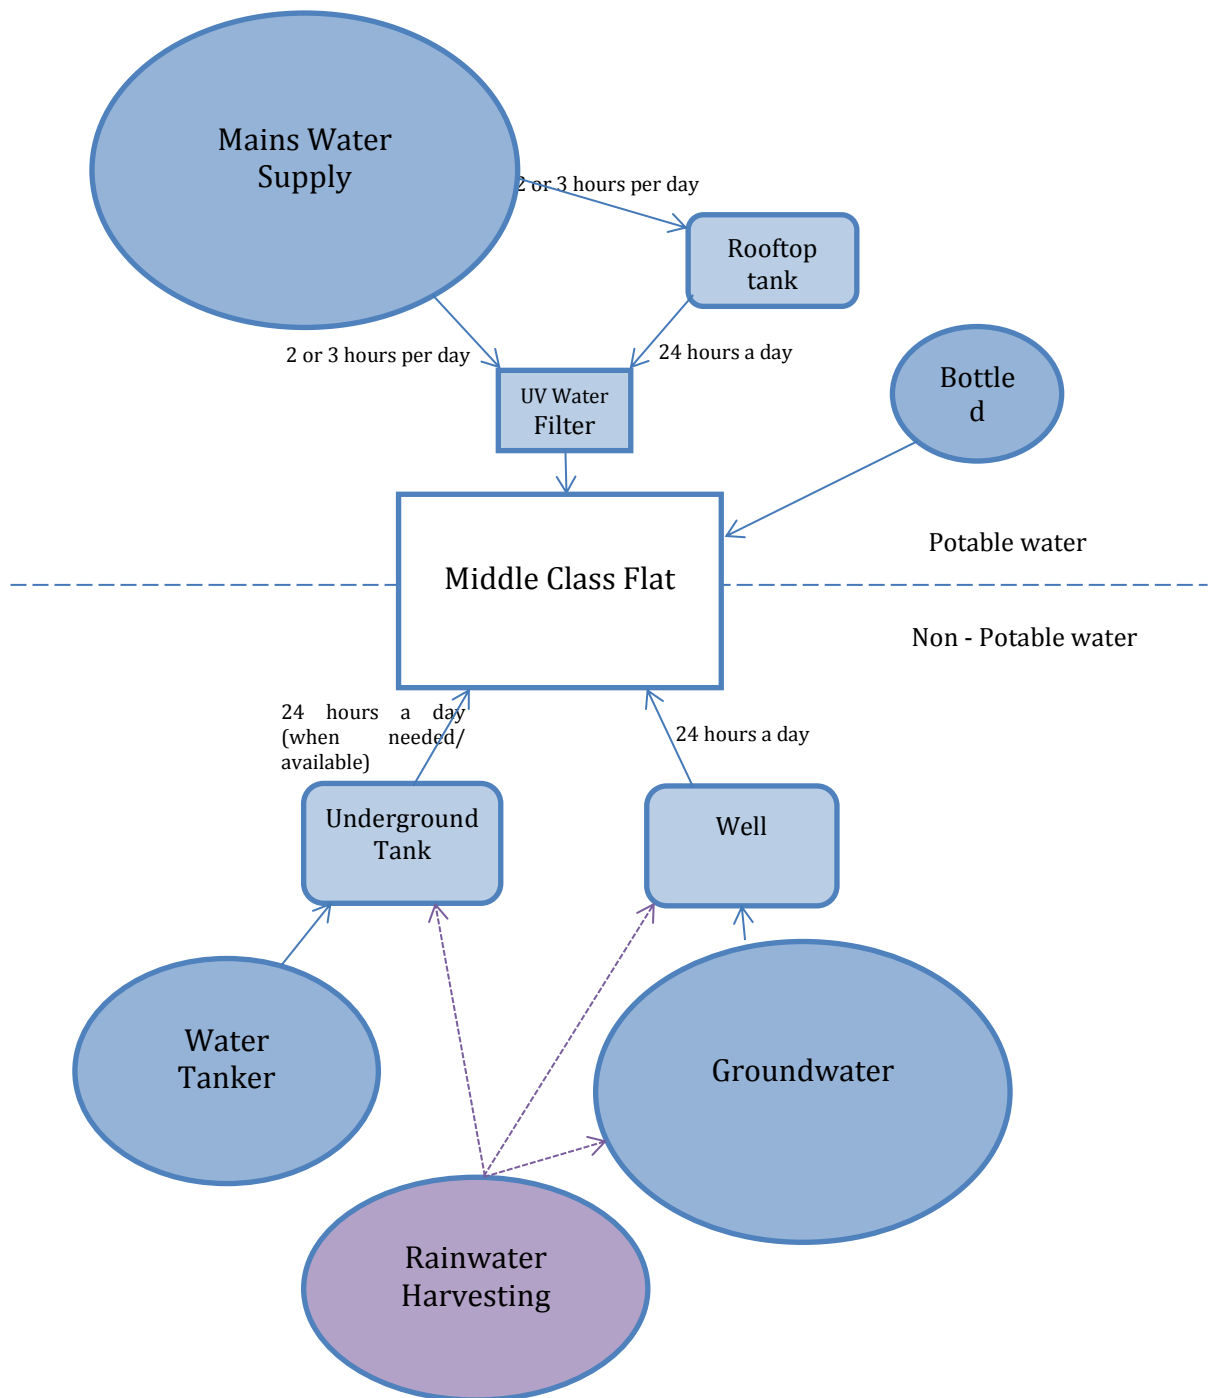 Mains Water
Supply
2 or 3 hours per day
Rooftop
tank
2 or 3 hours per day
24 hours a day
UV Water
Filter
Bottle
d
Potable water
Middle Class Flat
Non - Potable water
24 hours a day
(when needed/
available)
24 hours a day
Underground
Tank
Well
Water
Tanker
Groundwater
Rainwater
Harvesting